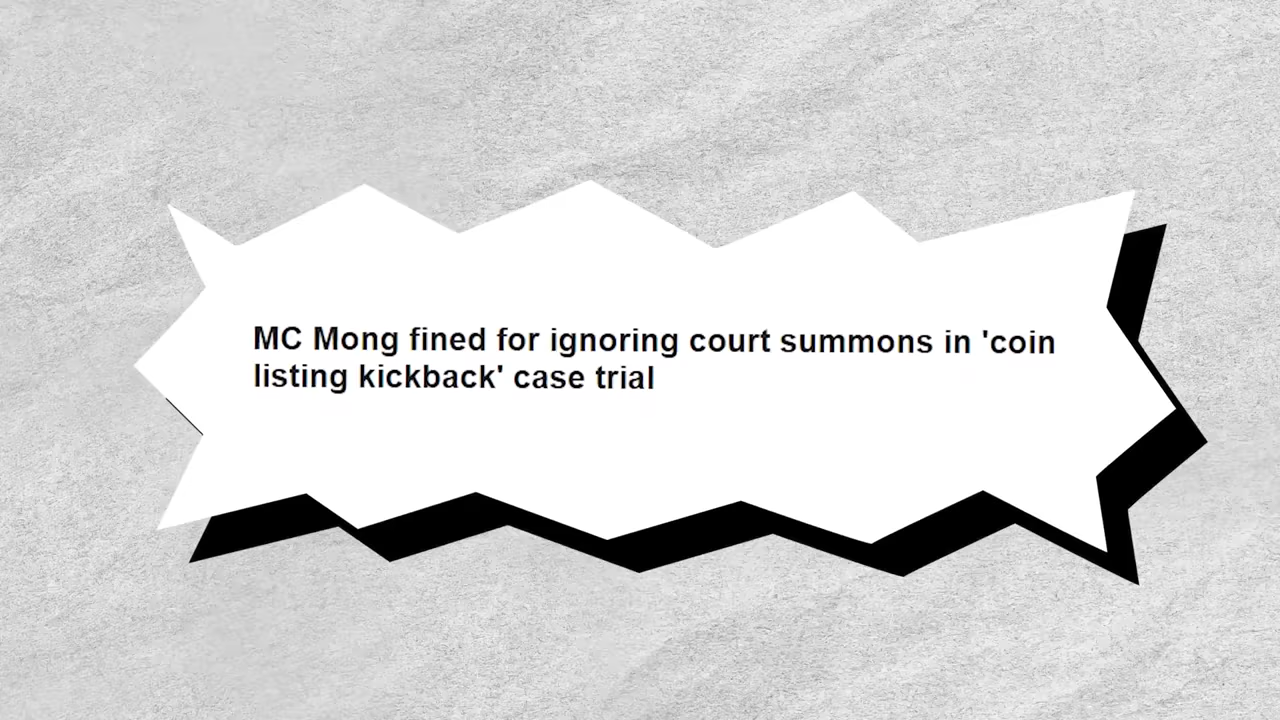 MC Mong fined for ignoring court summons in 'coin
listing kickback' case trial